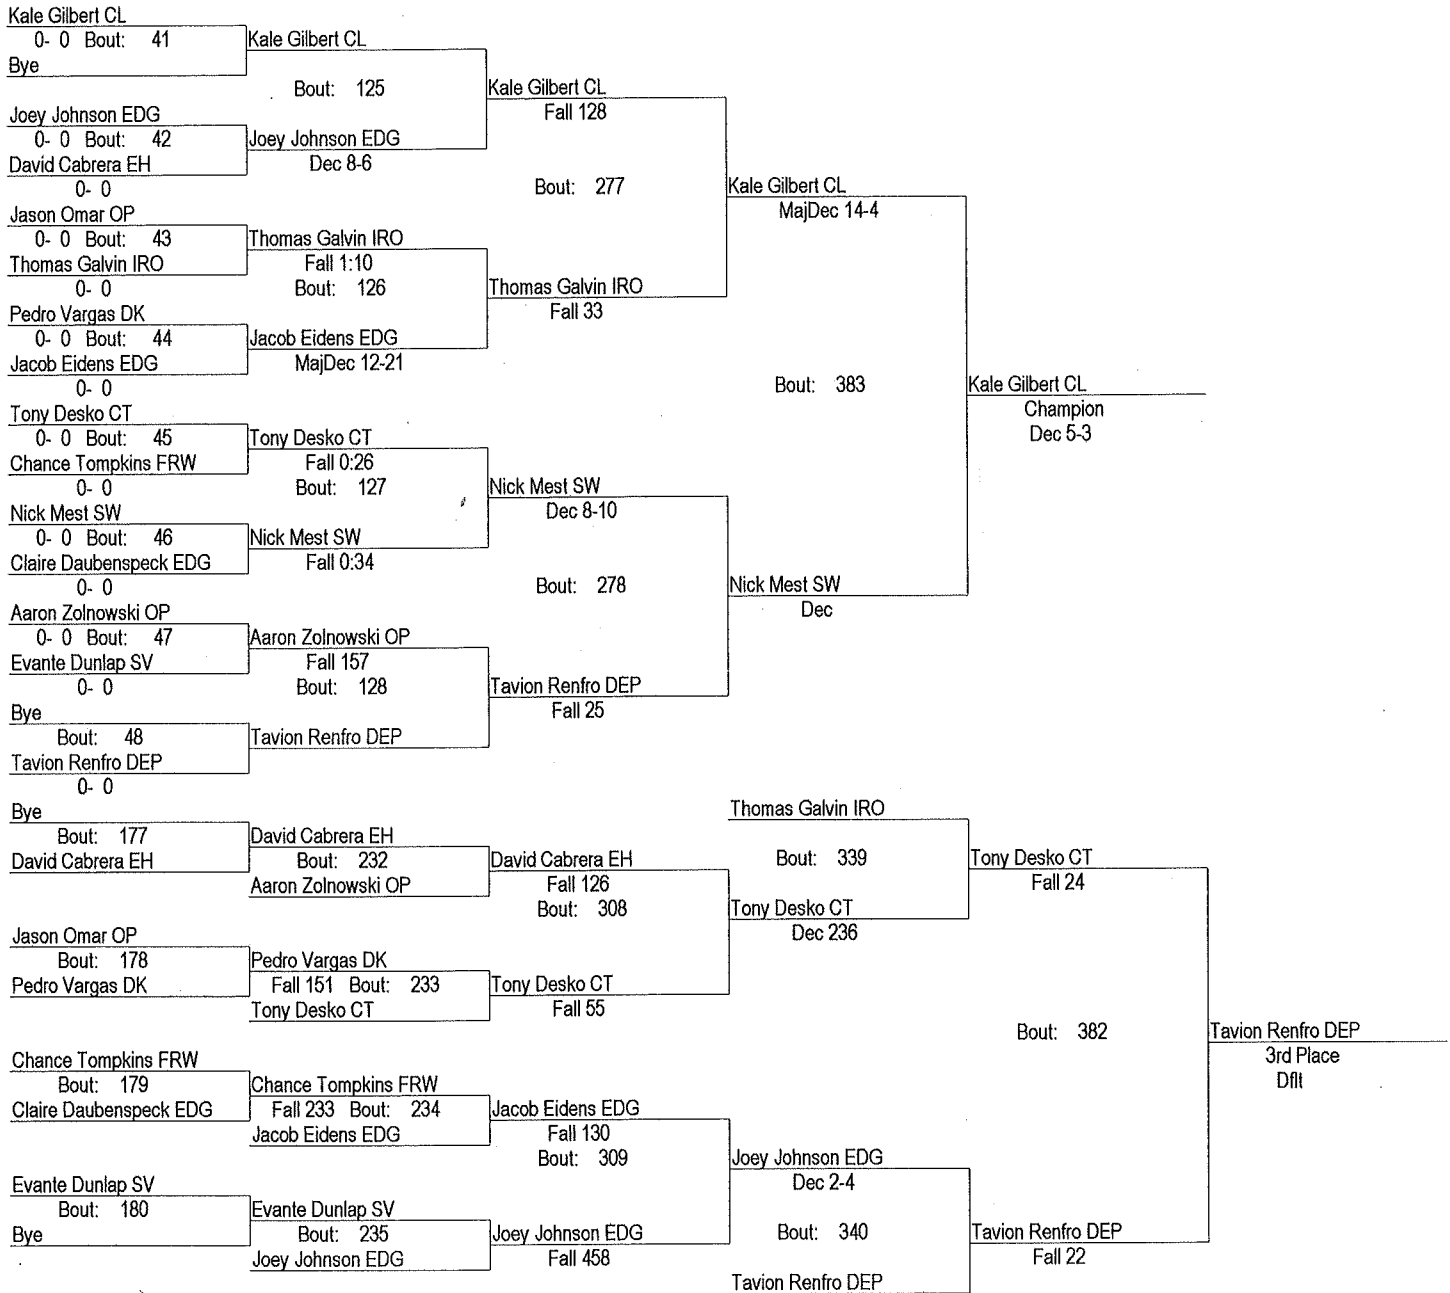 Kale Gilbert CL
0- 0 Bout: 41
Bye
Joey Johnson EDG
0- 0 Bout: 42
David Cabrera EH
0- 0
Jason Omar OP
0- 0 Bout: 43
Thomas Galvin IRO
0- 0
Pedro Vargas DK
0- 0 Bout: 44
Jacob Eidens EDG
0- 0
Tony Desko CT
0- 0 Bout: 45
Chance Tompkins FRW
0- 0
Nick Mest SW
0- 0 Bout: 46
Claire Daubenspeck EDG
0- 0
Aaron Zolnowski OP
0- 0 Bout: 47
Evante Dunlap SV
0- 0
Bye
Bout: 48
Tavion Renfro DEP
0- 0
Kale Gilbert CL
Bout: 125
Joey Johnson EDG
Dec 8-6
Thomas Galvin IRO
Fall 1:10
Bout: 126
Jacob Eidens EDG
MajDec 12-21
Tony Desko CT
Fall 0:26
Bout: 127
Nick Mest SW
Fall 0:34
Aaron Zolnowski OP
Fall 157
Bout: 128
Tavion Renfro DEP
Kale Gilbert CL
Fall 128
Bout: 277
Thomas Galvin IRO
Fall 33
Nick Mest SW
Dec 8-10
Bout: 278
Tavion Renfro DEP
Fall 25
Kale Gilbert CL
MajDec 14-4
Bout: 383
Nick Mest SW
Dec
Kale Gilbert CL
Champion
Dec 5-3
Bye
Bout: 177
David Cabrera EH
Jason Omar OP
Bout: 178
Pedro Vargas DK
Chance Tompkins FRW
Bout: 179
Claire Daubenspeck EDG
Evante Dunlap SV
Bout: 180
Bye
David Cabrera EH
Bout: 232
Aaron Zolnowski OP
Pedro Vargas DK
Fall 151 Bout: 233
Tony Desko CT
Chance Tompkins FRW
Fall 233 Bout: 234
Jacob Eidens EDG
Evante Dunlap SV
Bout: 235
Joey Johnson EDG
David Cabrera EH
Fall 126
Bout: 308
Tony Desko CT
Fall 55
Jacob Eidens EDG
Fall 130
Bout: 309
Joey Johnson EDG
Fall 458
Thomas Galvin IRO
Bout: 339
Tony Desko CT
Dec 236
Joey Johnson EDG
Dec 2-4
Bout: 340
Tavion Renfro DEP
Tony Desko CT
Fall 24
Bout: 382
Tavion Renfro DEP
Fall 22
Tavion Renfro DEP
3rd Place
Dflt